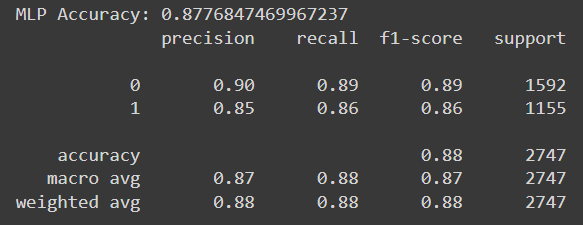 MLP Accuracy: 0.8776847469967237
precision recall f1-score support
0 0.90 0.89 0.89 1592
1 0.85 0.86 0.86 1155
accuracy 0.88 2747
macro avg 0.87 0.88 0.87 2747
weighted avg 0.88 0.88 0.88 2747